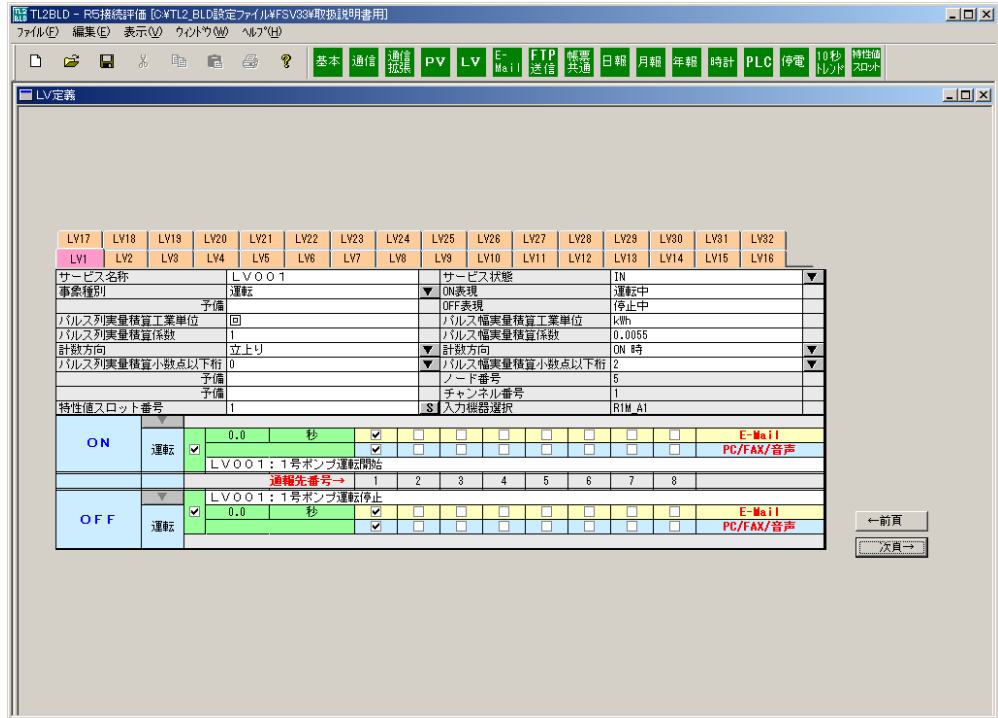 TL2BLD - R5接続評価 [C:¥TL2_BLD設定ファイル¥FSV33¥取扱説明書用]
ファイル(F) 編集(E) 表示(V) ウィンドウ(W) ヘルプ(H)
基本 通信 通信拡張 PV LV E-Mail FTP送信 帳票共通 日報 月報 年報 時計 PLC 停電 10秒トレンド 特性値スロット
LV定義
LV17 LV18 LV19 LV20 LV21 LV22 LV23 LV24 LV25 LV26 LV27 LV28 LV29 LV30 LV31 LV32
LV1 LV2 LV3 LV4 LV5 LV6 LV7 LV8 LV9 LV10 LV11 LV12 LV13 LV14 LV15 LV16
サービス名称 LV001 サービス状態 IN
事象種別 運転 ON表現 運転中
予備 OFF表現 停止中
パルス列実量積算工業単位 回 パルス幅実量積算工業単位 kWh
パルス列実量積算係数 1 パルス幅実量積算係数 0.0055
計数方向 立上り 計数方向 ON 時
パルス列実量積算小数点以下桁 0 パルス幅実量積算小数点以下桁 2
予備 ノード番号 5
予備 チャンネル番号 1
特性値スロット番号 1 S 入力機器選択 R1M_A1
ON 運転 0.0 秒 E-Mail
PC/FAX/音声
LV001：1号ポンプ運転開始
通報先番号→ 1 2 3 4 5 6 7 8
LV001：1号ポンプ運転停止
OFF 運転 0.0 秒 E-Mail
PC/FAX/音声
←前頁
次頁→